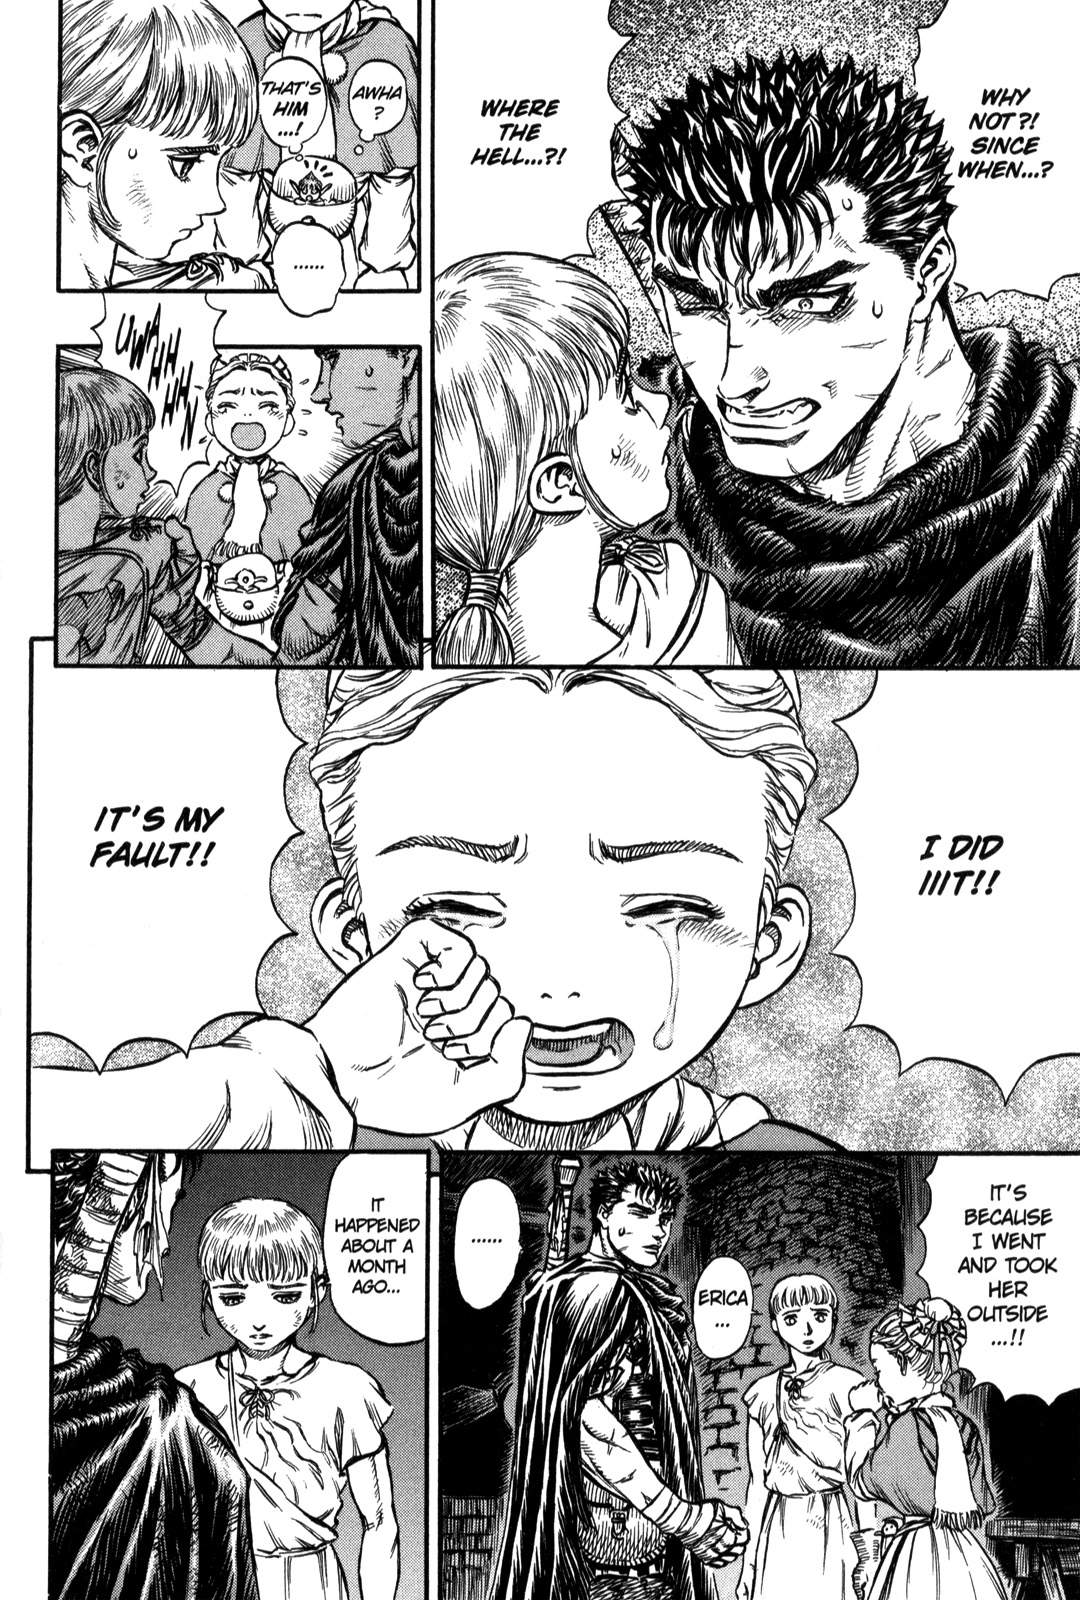 WHY
NOT?!
SINCE
WHEN...?
WHERE
THE
HELL...?!
AWHA
?
THAT'S
HIM
...!
......
UWAHHHHN
I DID
IIIT!!
IT'S MY
FAULT!!
IT'S
BECAUSE
I WENT
AND TOOK
HER
OUTSIDE
...!!
ERICA
...
......
IT
HAPPENED
ABOUT A
MONTH
AGO...